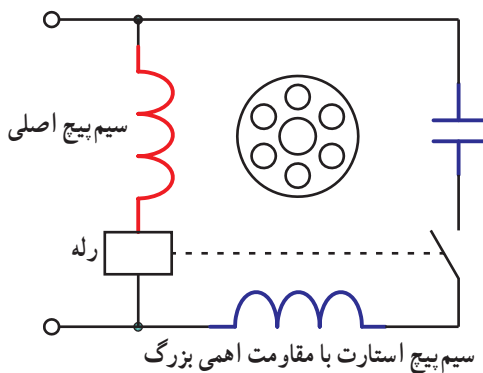 سیم‌پیچ اصلی
رله
سیم‌پیچ استارت با مقاومت اهمی بزرگ